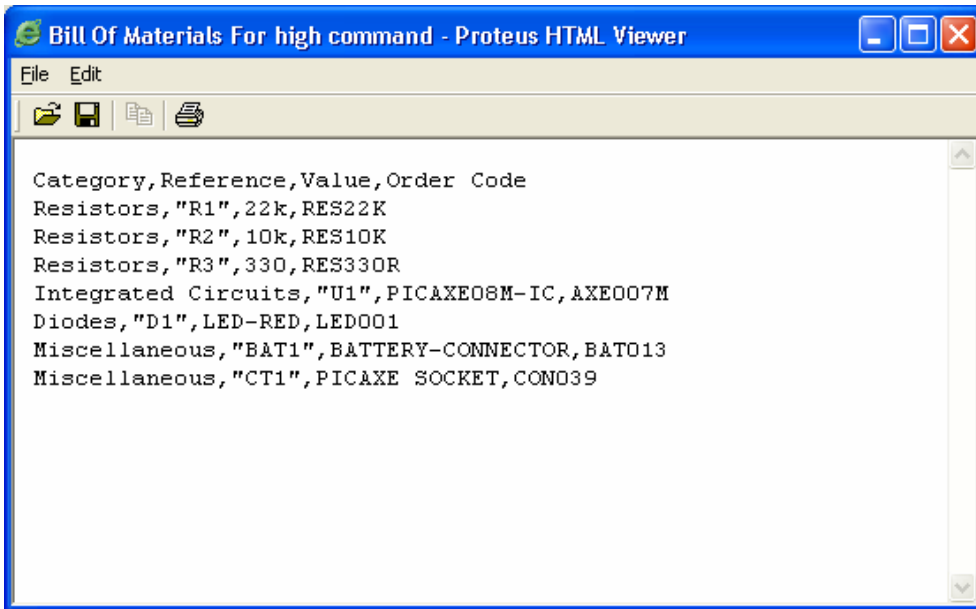 Bill Of Materials For high command - Proteus HTML Viewer
File Edit
Category,Reference,Value,Order Code
Resistors,"R1",22k,RES22K
Resistors,"R2",10k,RES10K
Resistors,"R3",330,RES330R
Integrated Circuits,"U1",PICAXE08M-IC,AXE007M
Diodes,"D1",LED-RED,LED001
Miscellaneous,"BAT1",BATTERY-CONNECTOR,BAT013
Miscellaneous,"CT1",PICAXE SOCKET,CON039